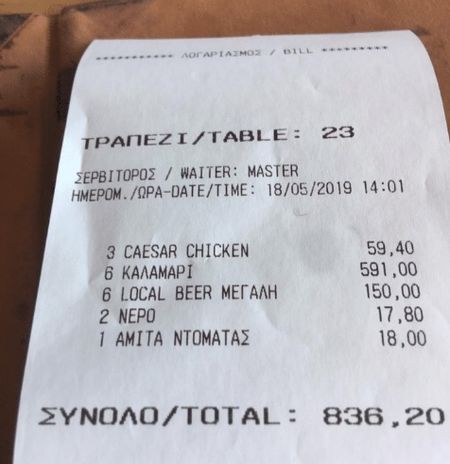 *********** ΛΟΓΑΡΙΑΣΜΟΣ / BILL *********
ΤΡΑΠΕΖΙ/TABLE: 23
ΣΕΡΒΙΤΟΡΟΣ / WAITER: MASTER
ΗΜΕΡΟΜ./ΩΡΑ-DATE/TIME: 18/05/2019 14:01
3 CAESAR CHICKEN 59,40
6 ΚΑΛΑΜΑΡΙ 591,00
6 LOCAL BEER ΜΕΓΑΛΗ 150,00
2 ΝΕΡΟ 17,80
1 ΑΜΙΤΑ ΝΤΟΜΑΤΑΣ 18,00
ΣΥΝΟΛΟ/TOTAL: 836,20